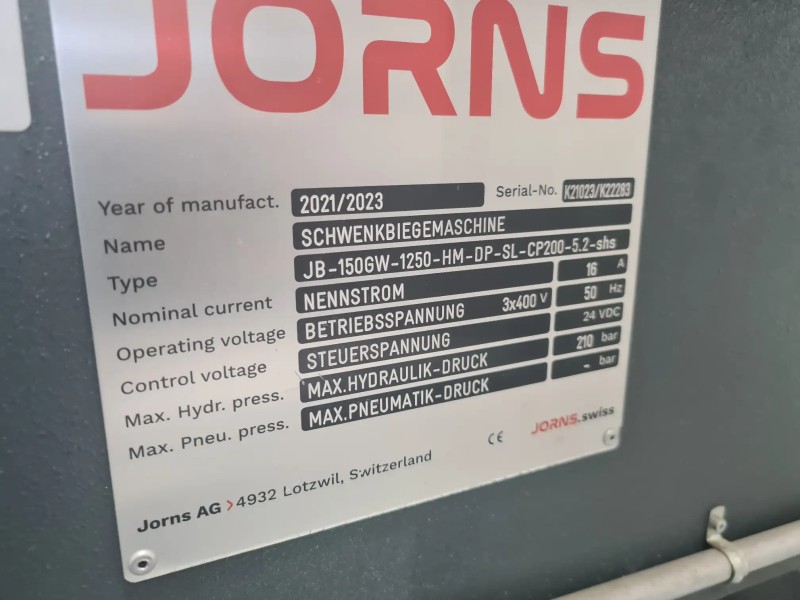 JORNS
Year of manufact. 2021/2023 Serial-No. K21023/K22283
Name SCHWENKBIEGEMASCHINE
Type JB-150GW-1250-HM-DP-SL-CP200-5.2-shs
Nominal current NENNSTROM 16 A
Operating voltage BETRIEBSSPANNUNG 3x400 V 50 Hz
Control voltage STEUERSPANNUNG 24 VDC
Max. Hydr. press. MAX.HYDRAULIK-DRUCK 210 bar
Max. Pneu. press. MAX.PNEUMATIK-DRUCK - bar
CE JORNS.swiss
Jorns AG > 4932 Lotzwil, Switzerland